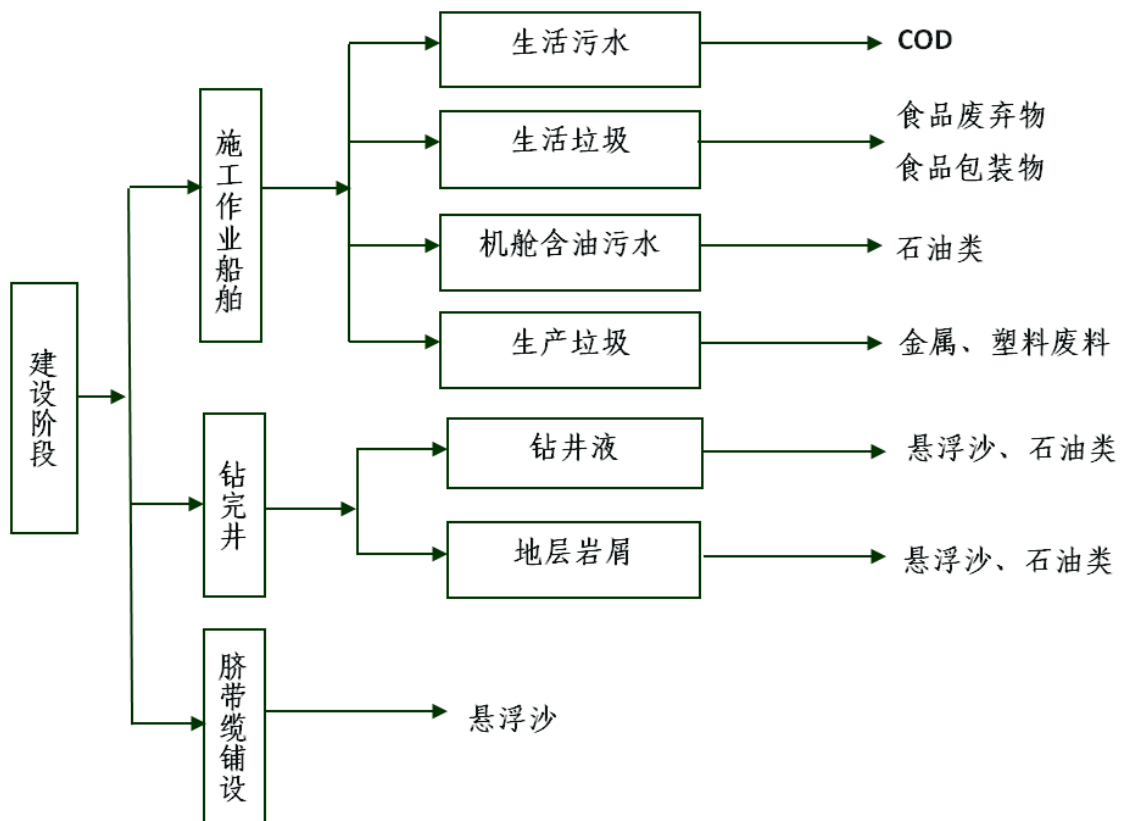 建设阶段
施工作业船舶
生活污水
COD
生活垃圾
食品废弃物
食品包装物
机舱含油污水
石油类
生产垃圾
金属、塑料废料
钻完井
钻井液
悬浮沙、石油类
地层岩屑
悬浮沙、石油类
脐带缆铺设
悬浮沙